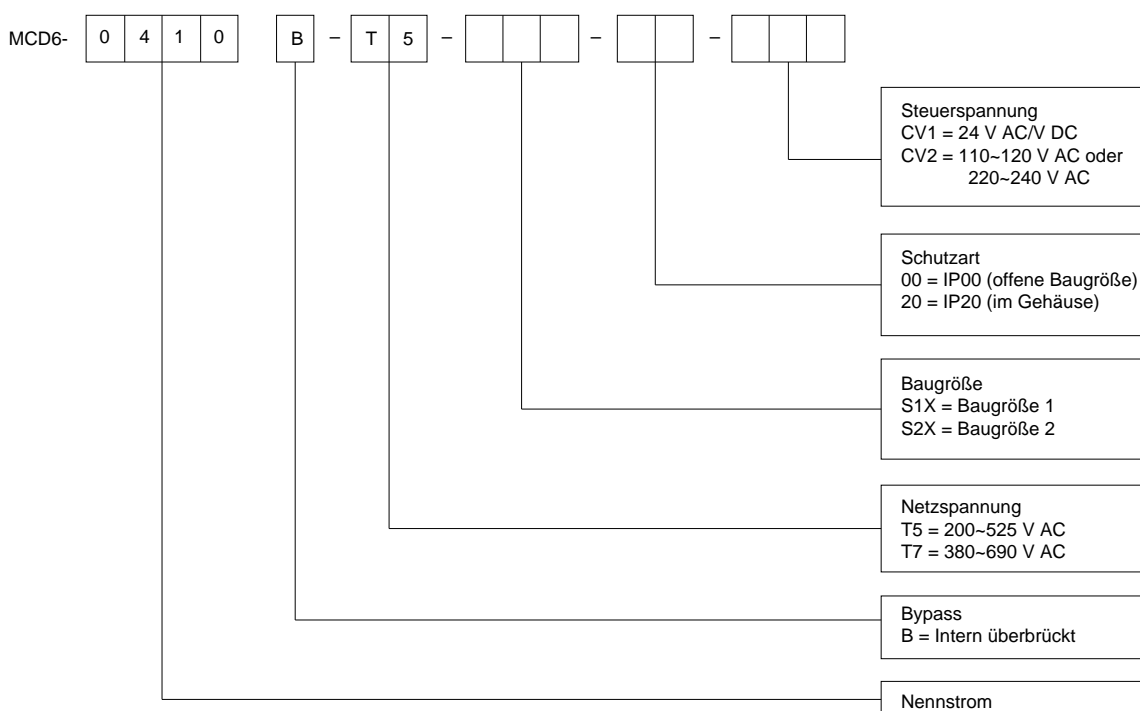 MCD6- 0 4 1 0 B – T 5 – – –
Steuerspannung
CV1 = 24 V AC/V DC
CV2 = 110~120 V AC oder
220~240 V AC
Schutzart
00 = IP00 (offene Baugröße)
20 = IP20 (im Gehäuse)
Baugröße
S1X = Baugröße 1
S2X = Baugröße 2
Netzspannung
T5 = 200~525 V AC
T7 = 380~690 V AC
Bypass
B = Intern überbrückt
Nennstrom